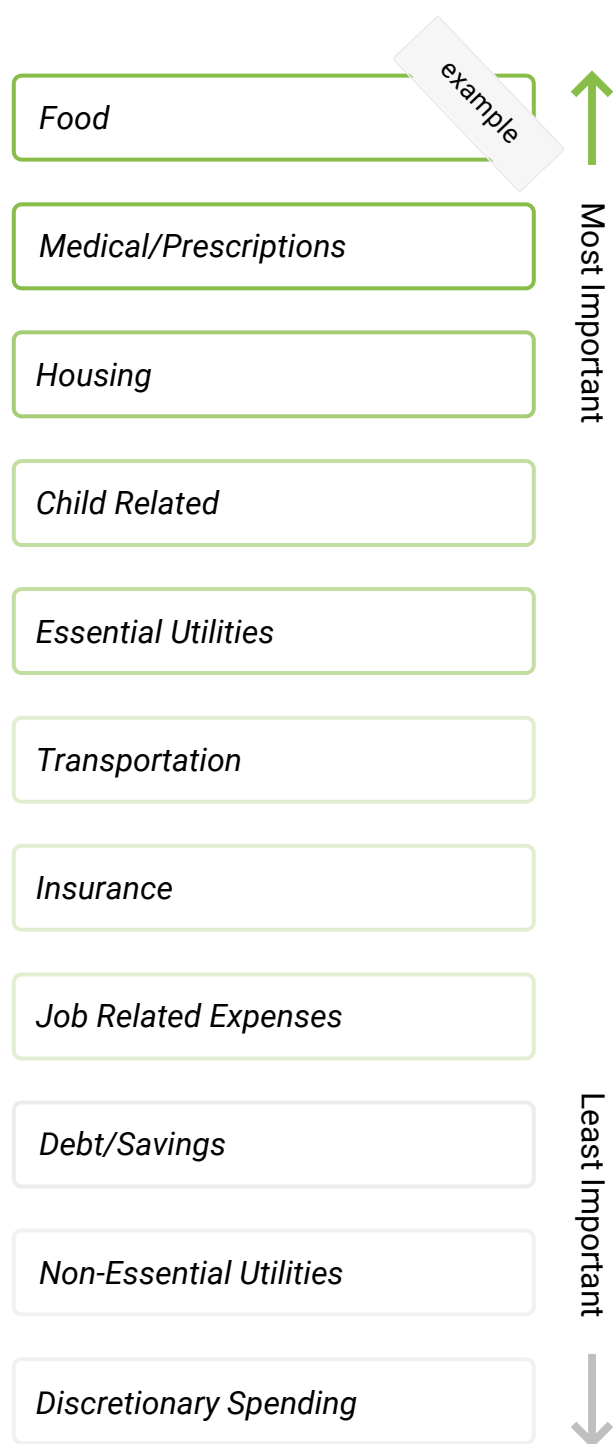 example
Food
Medical/Prescriptions
Housing
Child Related
Essential Utilities
Transportation
Insurance
Job Related Expenses
Debt/Savings
Non-Essential Utilities
Discretionary Spending
Most Important
Least Important